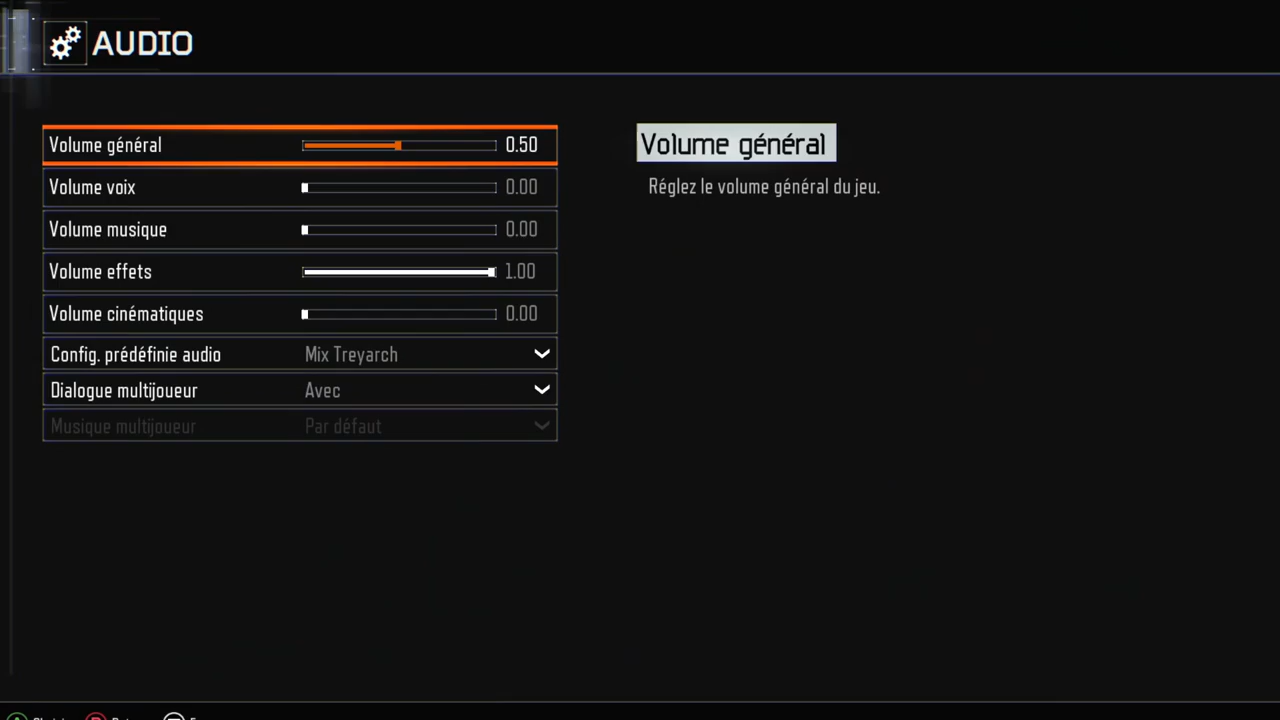 AUDIO
Volume général 0.50
Volume voix 0.00
Volume musique 0.00
Volume effets 1.00
Volume cinématiques 0.00
Config. prédéfinie audio Mix Treyarch
Dialogue multijoueur Avec
Musique multijoueur Par défaut
Volume général
Réglez le volume général du jeu.